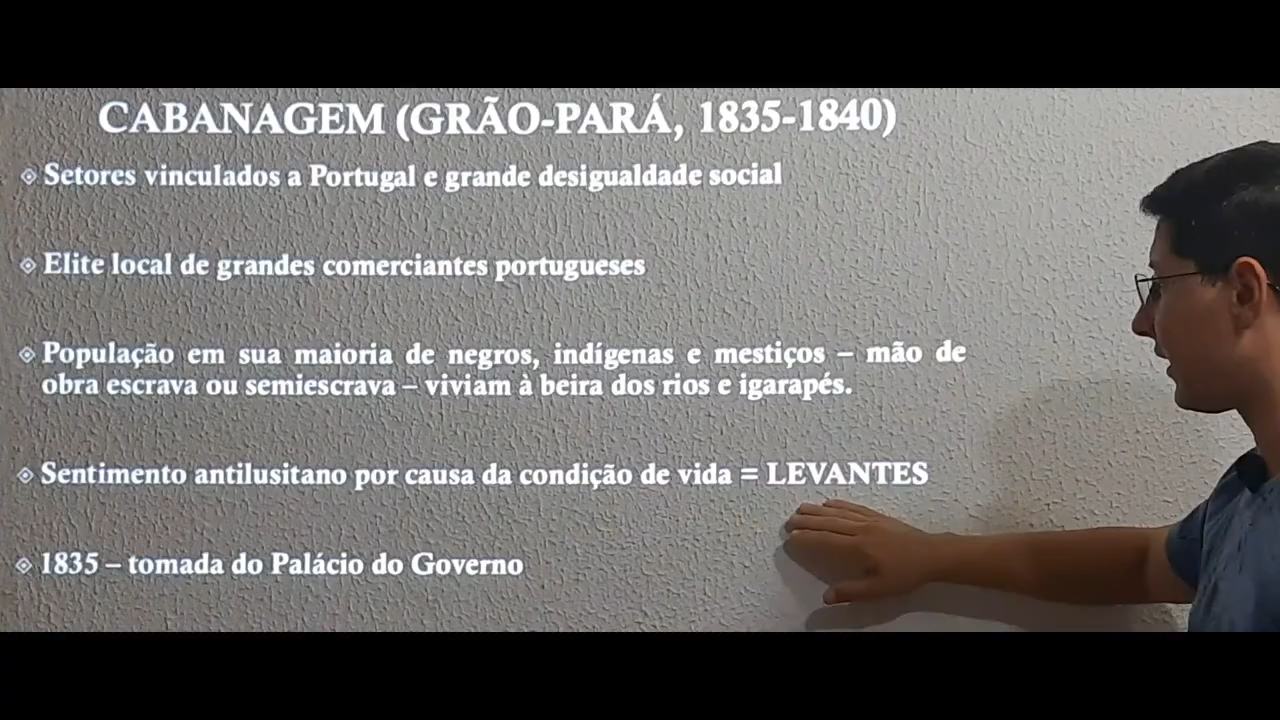 CABANAGEM (GRÃO-PARÁ, 1835-1840)
Setores vinculados a Portugal e grande desigualdade social
Elite local de grandes comerciantes portugueses
População em sua maioria de negros, indígenas e mestiços – mão de
obra escrava ou semiescrava – viviam à beira dos rios e igarapés.
Sentimento antilusitano por causa da condição de vida = LEVANTES
1835 – tomada do Palácio do Governo